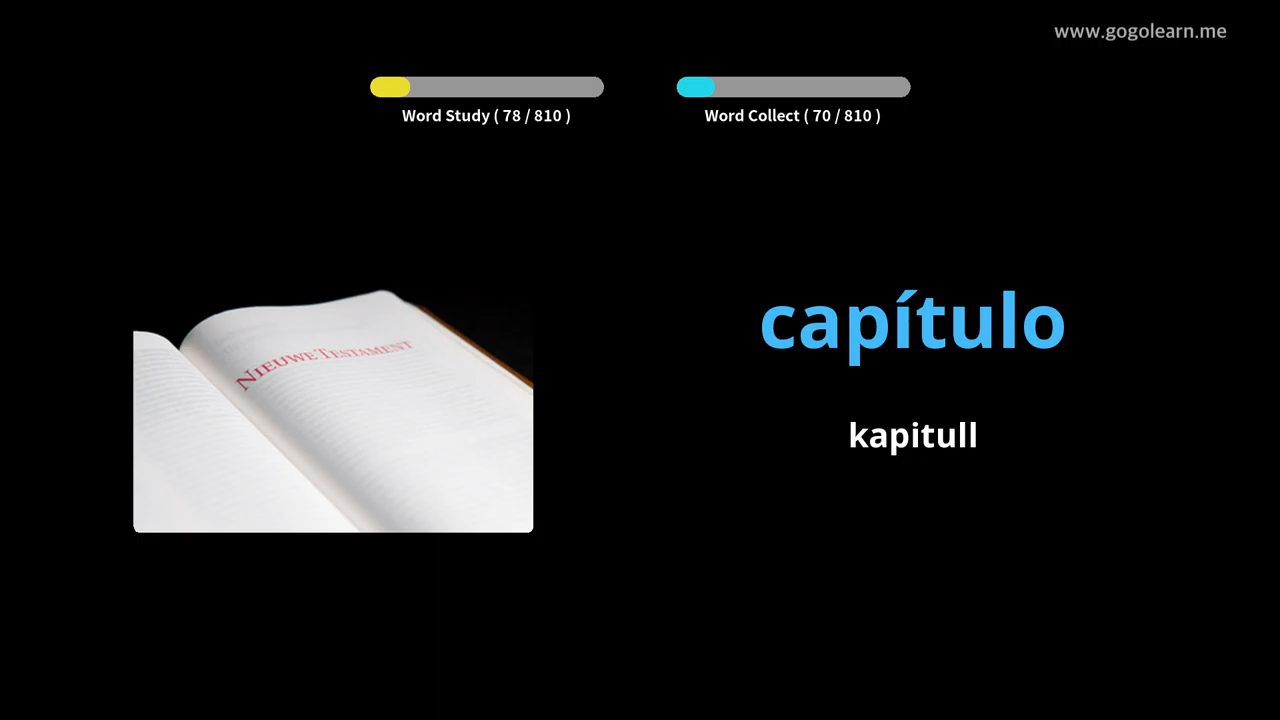 www.gogolearn.me
Word Study ( 78 / 810 )
Word Collect ( 70 / 810 )
NIEUWE TESTAMENT
capítulo
kapitull